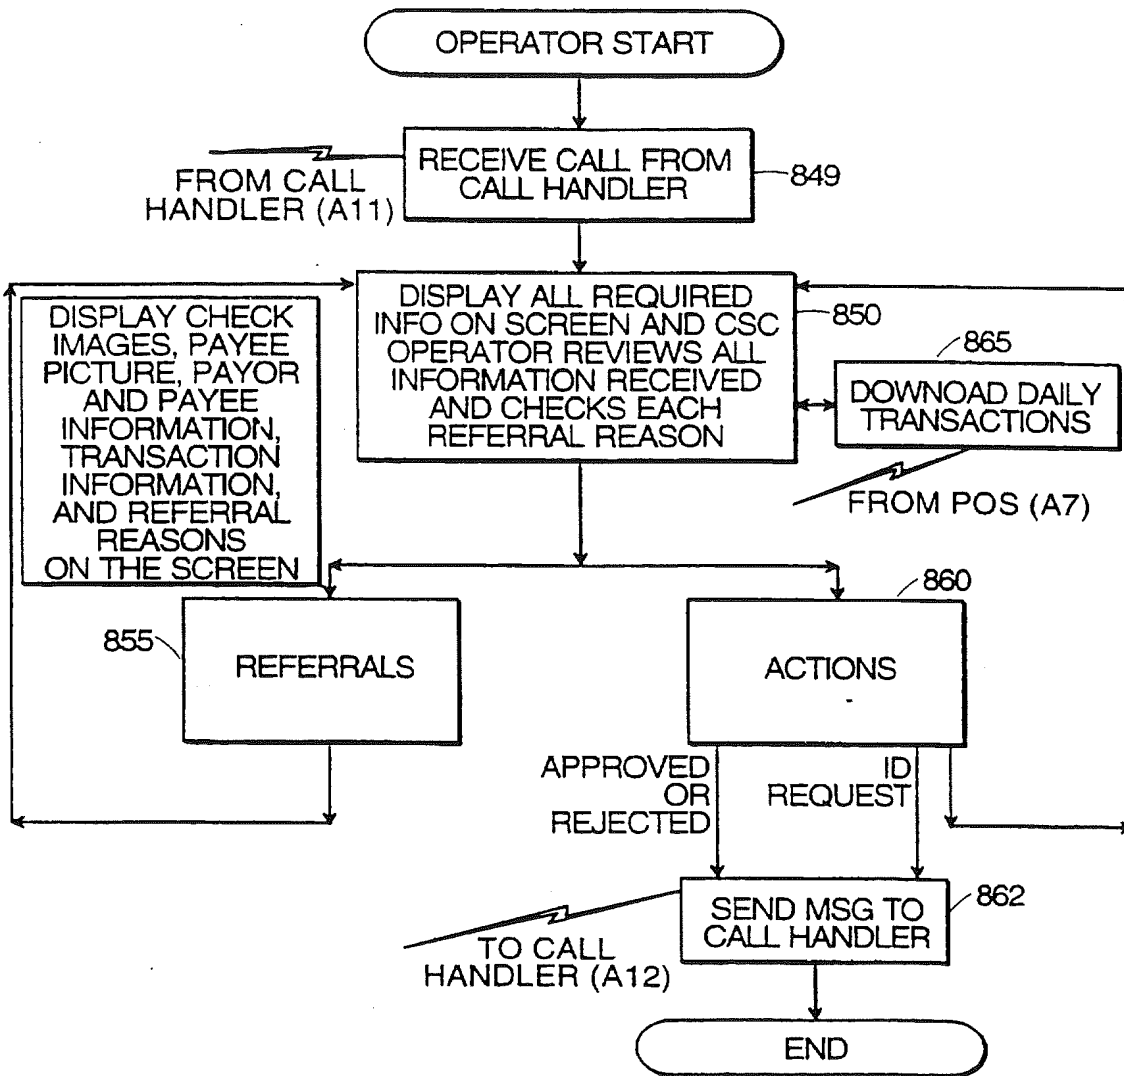 OPERATOR START
RECEIVE CALL FROM
CALL HANDLER
849
FROM CALL
HANDLER (A11)
DISPLAY ALL REQUIRED
INFO ON SCREEN AND CSC
OPERATOR REVIEWS ALL
INFORMATION RECEIVED
AND CHECKS EACH
REFERRAL REASON
850
DISPLAY CHECK
IMAGES, PAYEE
PICTURE, PAYOR
AND PAYEE
INFORMATION,
TRANSACTION
INFORMATION,
AND REFERRAL
REASONS
ON THE SCREEN
865
DOWNOAD DAILY
TRANSACTIONS
FROM POS (A7)
855
REFERRALS
860
ACTIONS
APPROVED
OR
REJECTED
ID
REQUEST
SEND MSG TO
CALL HANDLER
862
TO CALL
HANDLER (A12)
END